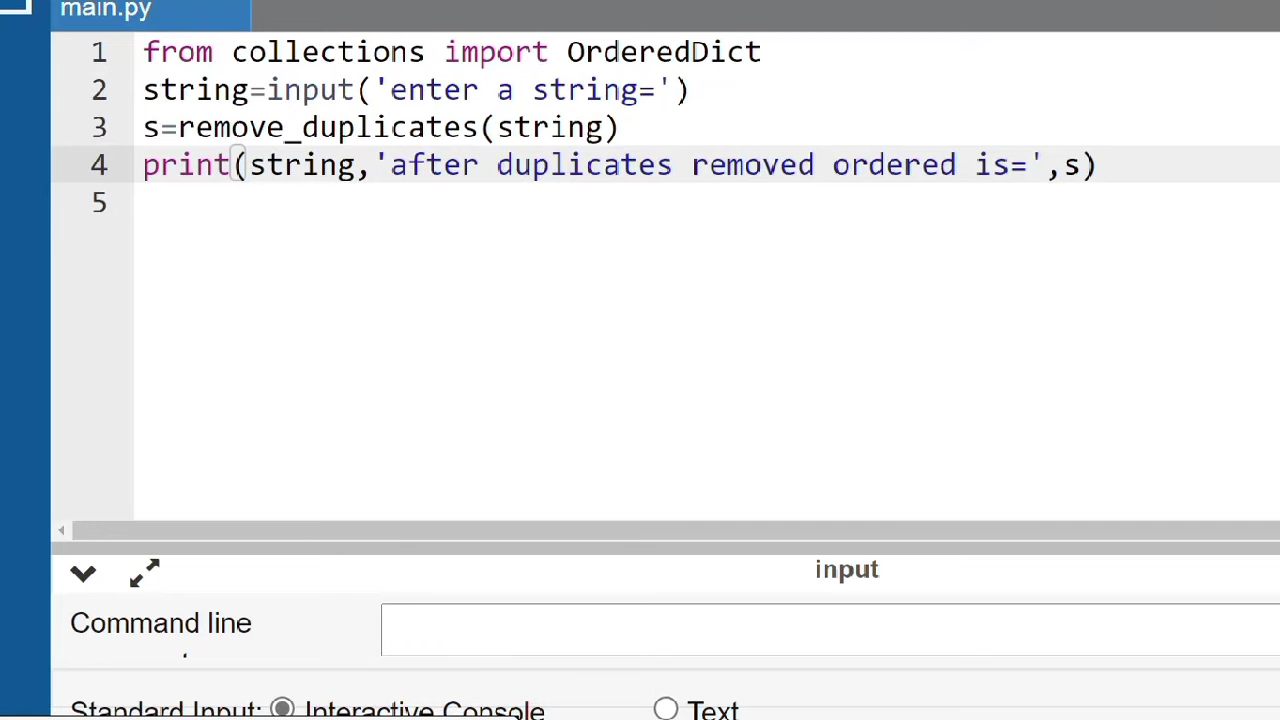 main.py
1 from collections import OrderedDict
2 string=input('enter a string=')
3 s=remove_duplicates(string)
4 print(string,'after duplicates removed ordered is=',s)
5
input
Command line
Standard Input: Interactive Console Text